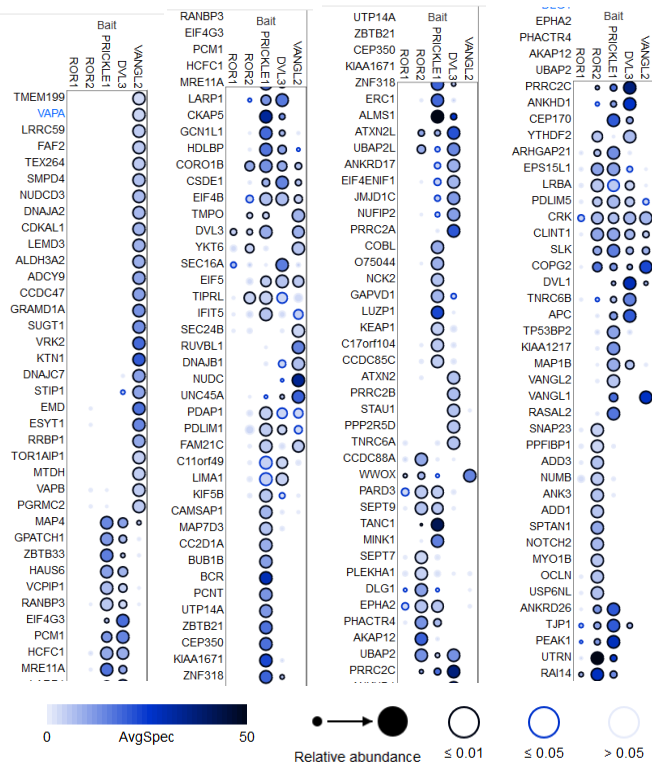 ROR1
ROR2
PRICKLE1
DVL3
VANGL2
TMEM199
VAPA
LRRC59
FAF2
TEX264
SMPD4
NUDCD3
DNAJA2
CDKAL1
LEMD3
ALDH3A2
ADCY9
CCDC47
GRAMD1A
SUGT1
VRK2
KTN1
DNAJC7
STIP1
EMD
ESYT1
RRBP1
TOR1AIP1
MTDH
VAPB
PGRMC2
MAP4
GPATCH1
ZBTB33
HAUS6
VCPIP1
RANBP3
EIF4G3
PCM1
HCFC1
MRE11A
RANBP3
EIF4G3
PCM1
HCFC1
MRE11A
Bait
ROR1
ROR2
PRICKLE1
DVL3
VANGL2
LARP1
CKAP5
GCN1L1
HDLBP
CORO1B
CSDE1
EIF4B
TMPO
DVL3
YKT6
SEC16A
EIF5
TIPRL
IFIT5
SEC24B
RUVBL1
DNAJB1
NUDC
UNC45A
PDAP1
PDLIM1
FAM21C
C11orf49
LIMA1
KIF5B
CAMSAP1
MAP7D3
CC2D1A
BUB1B
BCR
PCNT
UTP14A
ZBTB21
CEP350
KIAA1671
ZNF318
UTP14A
ZBTB21
CEP350
KIAA1671
ZNF318
Bait
ROR1
ROR2
PRICKLE1
DVL3
VANGL2
ERC1
ALMS1
ATXN2L
UBAP2L
ANKRD17
EIF4ENIF1
JMJD1C
NUFIP2
PRRC2A
COBL
O75044
NCK2
GAPVD1
LUZP1
KEAP1
C17orf104
CCDC85C
ATXN2
PRRC2B
STAU1
PPP2R5D
TNRC6A
CCDC88A
WWOX
PARD3
SEPT9
TANC1
MINK1
SEPT7
PLEKHA1
DLG1
EPHA2
PHACTR4
AKAP12
UBAP2
PRRC2C
EPHA2
PHACTR4
AKAP12
UBAP2
PRRC2C
Bait
ROR1
ROR2
PRICKLE1
DVL3
VANGL2
ANKHD1
CEP170
YTHDF2
ARHGAP21
EPS15L1
LRBA
PDLIM5
CRK
CLINT1
SLK
COPG2
DVL1
TNRC6B
APC
TP53BP2
KIAA1217
MAP1B
VANGL2
VANGL1
RASAL2
SNAP23
PPFIBP1
ADD3
NUMB
ANK3
ADD1
SPTAN1
NOTCH2
MYO1B
OCLN
USP6NL
ANKRD26
TJP1
PEAK1
UTRN
RAI14
0 AvgSpec 50
Relative abundance
≤ 0.01
≤ 0.05
> 0.05